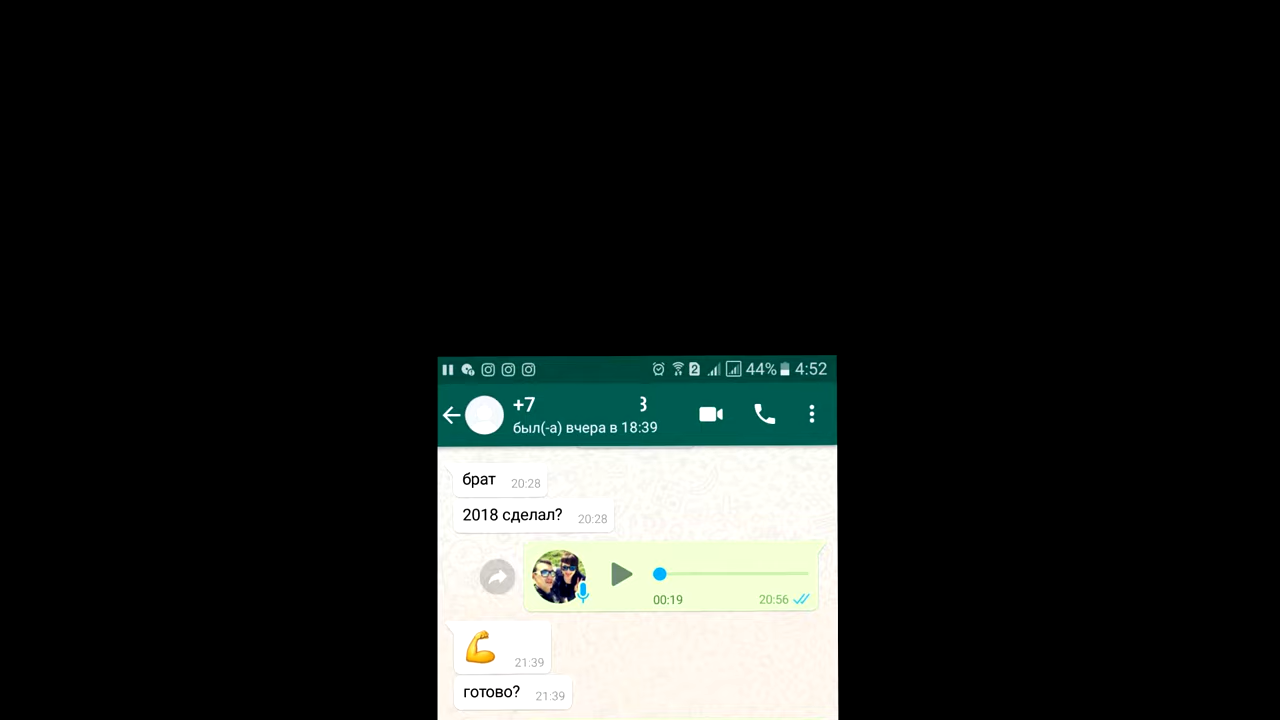 2 44% 4:52
+7 3
был(-а) вчера в 18:39
брат 20:28
2018 сделал? 20:28
00:19 20:56
21:39
готово? 21:39